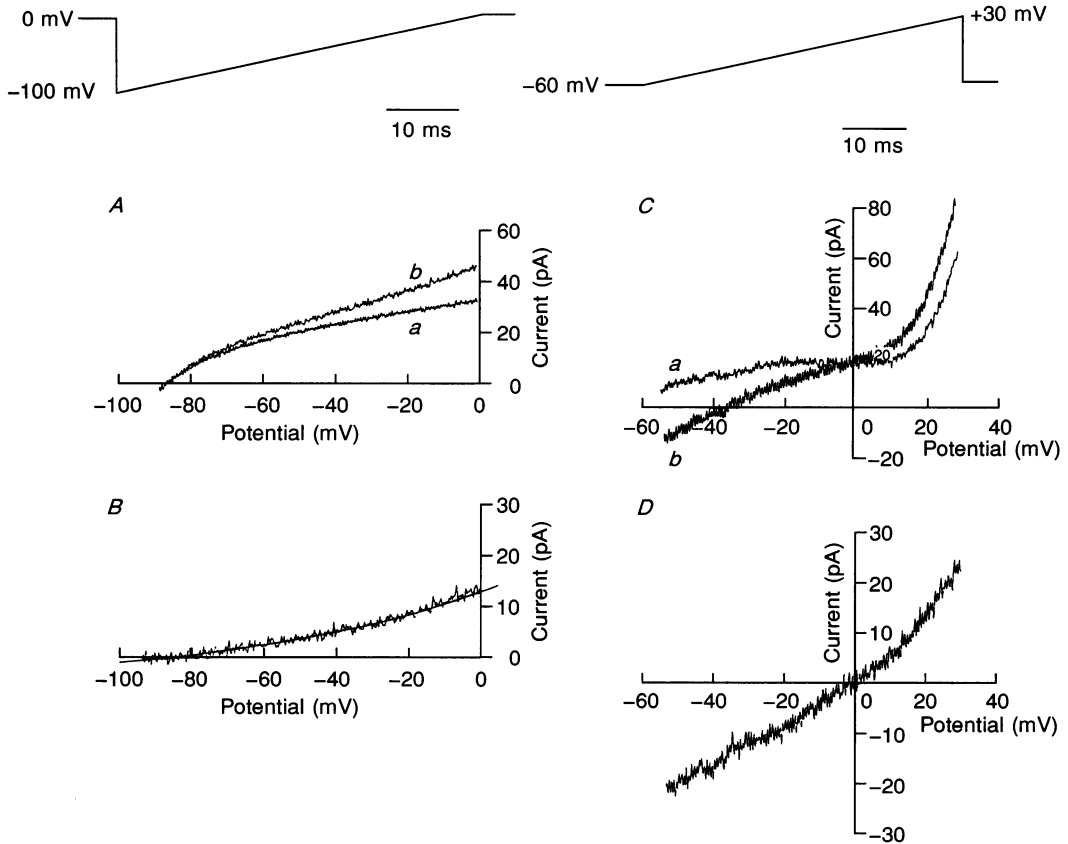 0 mV
−100 mV
10 ms
−60 mV
+30 mV
10 ms
A
60
40
20
0
Current (pA)
b
a
−100 −80 −60 −40 −20 0
Potential (mV)
B
30
20
10
0
Current (pA)
−100 −80 −60 −40 −20 0
Potential (mV)
C
80
60
40
20
−20
Current (pA)
a
b
−60 −40 −20 0 20 40
Potential (mV)
D
30
20
10
−10
−20
−30
Current (pA)
−60 −40 −20 0 20 40
Potential (mV)